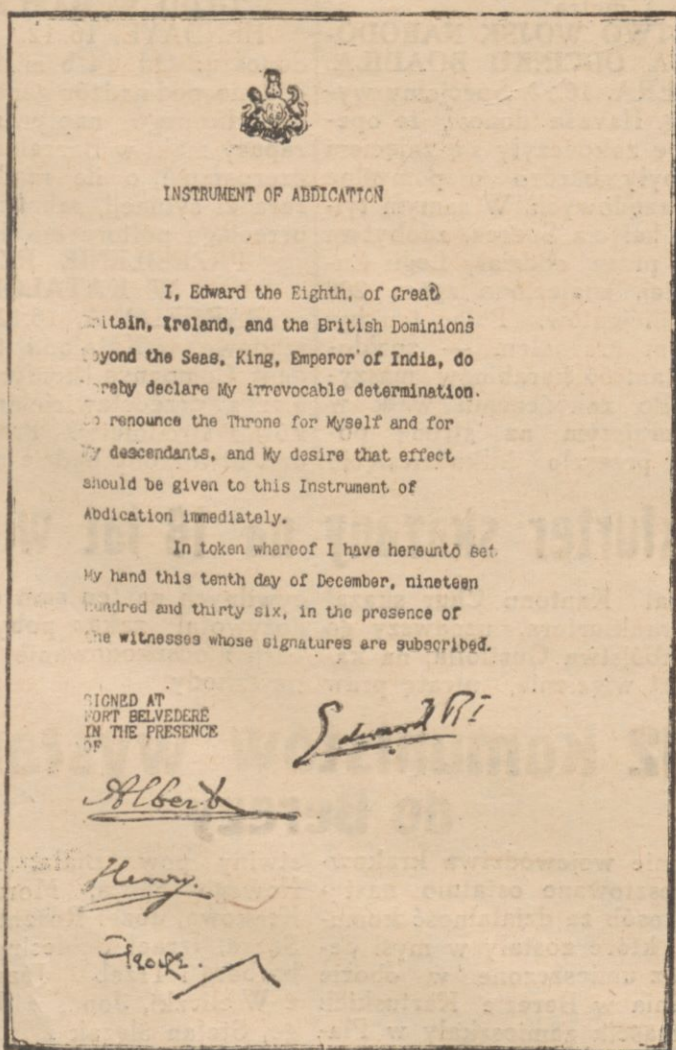 INSTRUMENT OF ABDICATION
I, Edward the Eighth, of Great
Britain, Ireland, and the British Dominions
beyond the Seas, King, Emperor of India, do
hereby declare My irrevocable determination
to renounce the Throne for Myself and for
My descendants, and My desire that effect
should be given to this Instrument of
Abdication immediately.
In token whereof I have hereunto set
My hand this tenth day of December, nineteen
hundred and thirty six, in the presence of
the witnesses whose signatures are subscribed.
SIGNED AT
FORT BELVEDERE
IN THE PRESENCE
OF
Edward RI
Albert
Henry.
George.